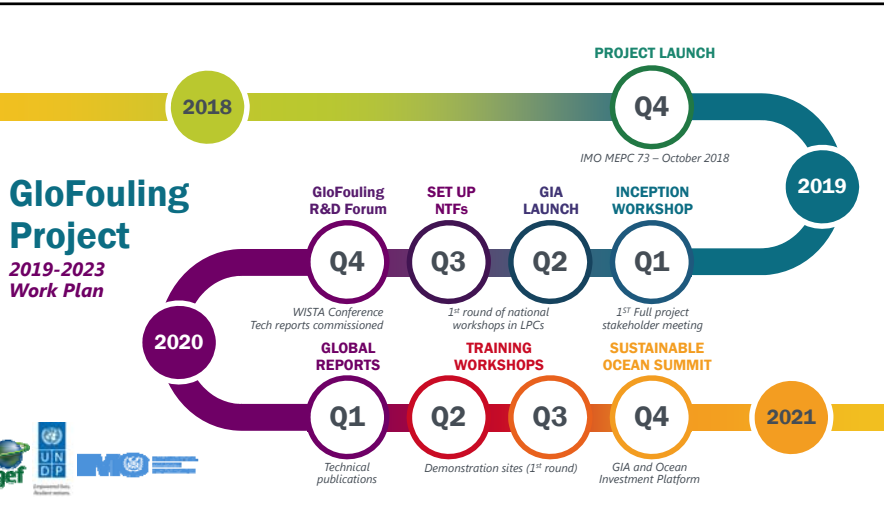 PROJECT LAUNCH
2018
Q4
IMO MEPC 73 – October 2018
2019
GloFouling
Project
2019-2023
Work Plan
GloFouling
R&D Forum
SET UP
NTFs
GIA
LAUNCH
INCEPTION
WORKSHOP
Q4
Q3
Q2
Q1
WISTA Conference
Tech reports commissioned
1st round of national
workshops in LPCs
1ST Full project
stakeholder meeting
2020
GLOBAL
REPORTS
TRAINING
WORKSHOPS
SUSTAINABLE
OCEAN SUMMIT
Q1
Q2
Q3
Q4
2021
Technical
publications
Demonstration sites (1st round)
GIA and Ocean
Investment Platform
gef
U N
D P
Empowered lives.
Resilient nations.
IMO